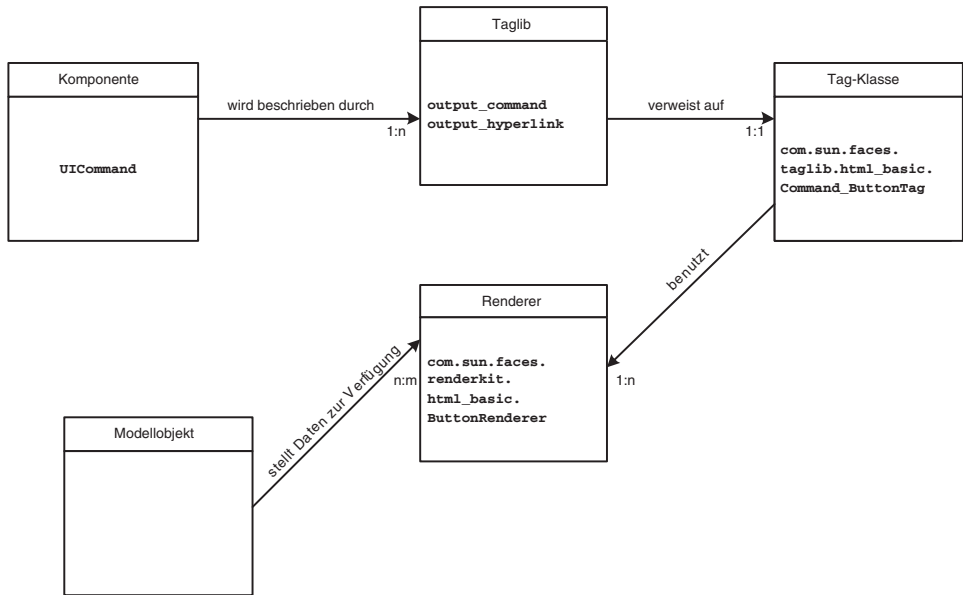 Taglib
Komponente
Tag-Klasse
wird beschrieben durch
1:n
output_command
output_hyperlink
verweist auf
1:1
UICommand
com.sun.faces.
taglib.html_basic.
Command_ButtonTag
benutzt
Renderer
stellt Daten zur Verfügung
n:m
com.sun.faces.
renderkit.
html_basic.
ButtonRenderer
1:n
Modellobjekt